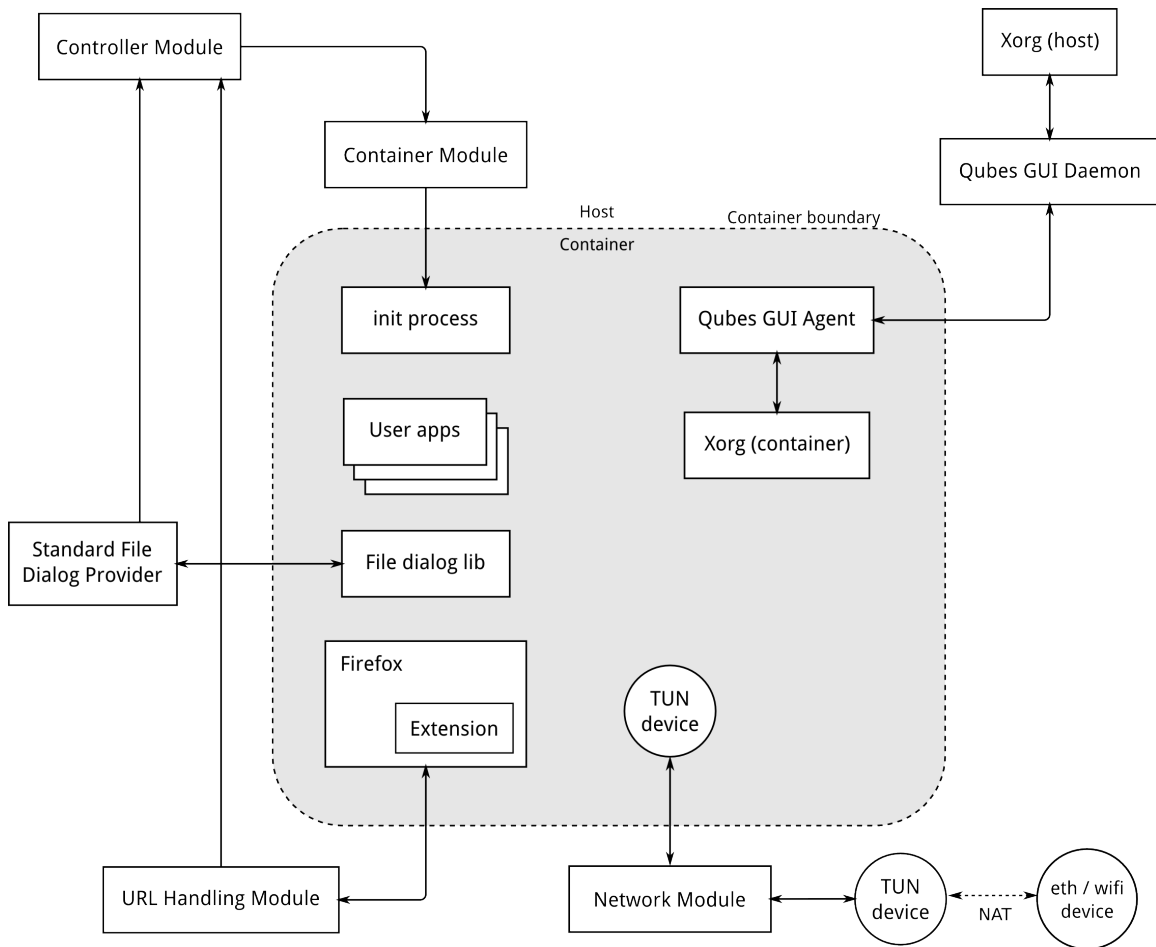 Controller Module
Xorg (host)
Container Module
Qubes GUI Daemon
Host
Container boundary
Container
init process
Qubes GUI Agent
User apps
Xorg (container)
Standard File
Dialog Provider
File dialog lib
Firefox
Extension
TUN
device
URL Handling Module
Network Module
TUN
device
NAT
eth / wifi
device